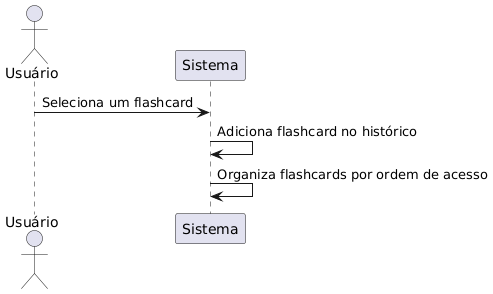 Usuário
Sistema
Seleciona um flashcard
Adiciona flashcard no histórico
Organiza flashcards por ordem de acesso
Usuário
Sistema